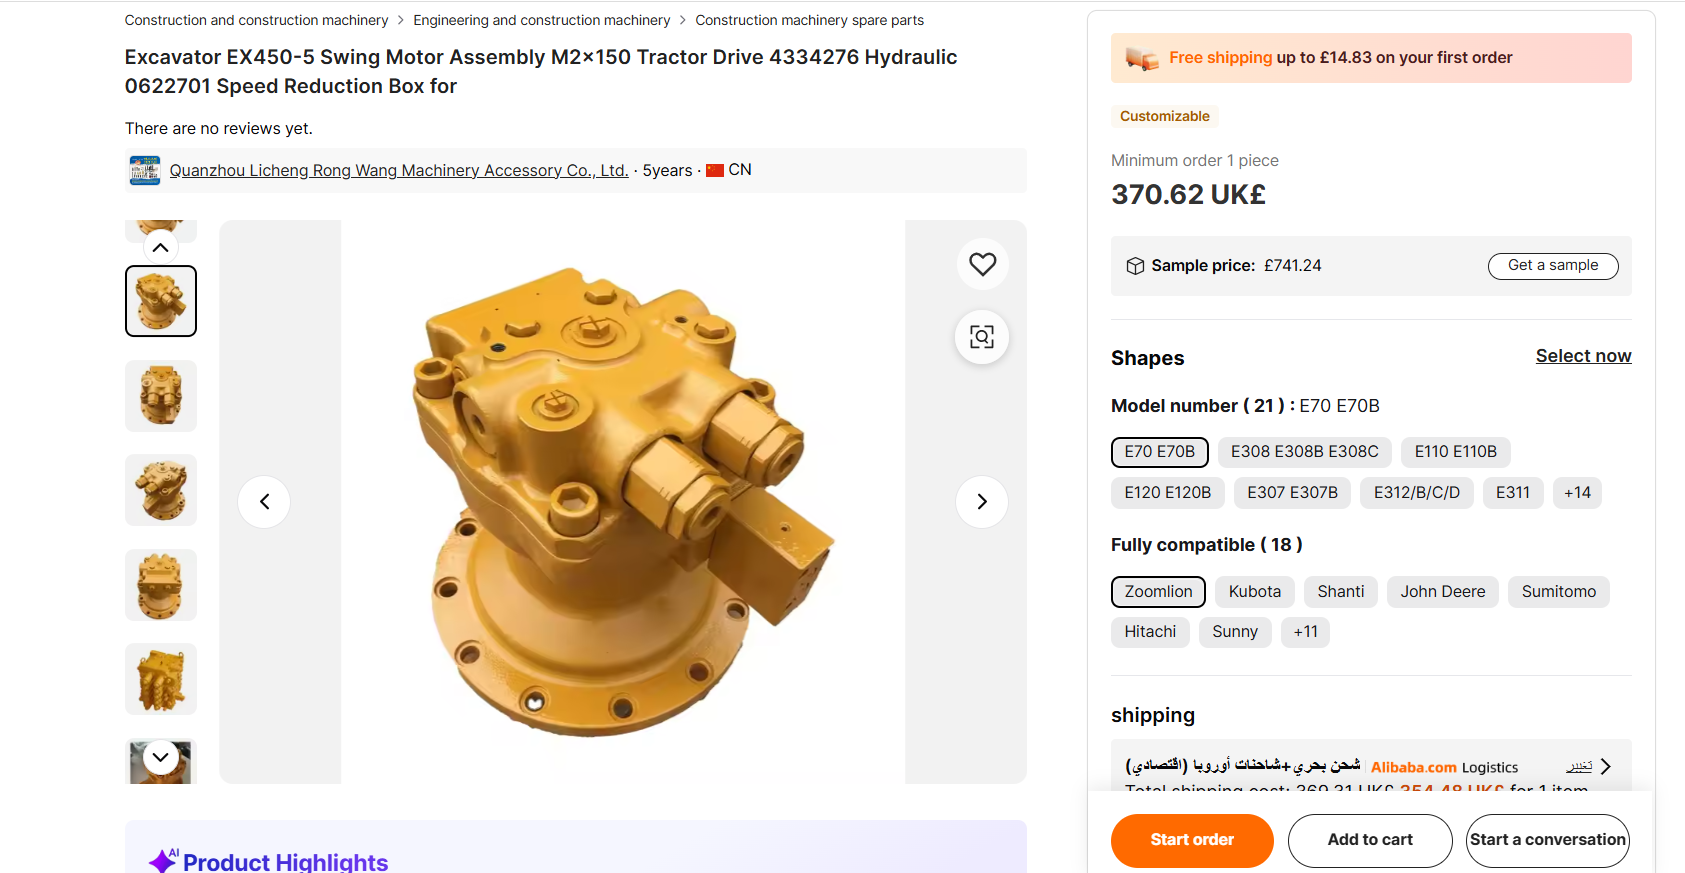 Construction and construction machinery > Engineering and construction machinery > Construction machinery spare parts
Excavator EX450-5 Swing Motor Assembly M2×150 Tractor Drive 4334276 Hydraulic
0622701 Speed Reduction Box for
There are no reviews yet.
Quanzhou Licheng Rong Wang Machinery Accessory Co., Ltd. · 5years · CN
AI Product Highlights
Free shipping up to £14.83 on your first order
Customizable
Minimum order 1 piece
370.62 UK£
Sample price: £741.24 Get a sample
Shapes Select now
Model number ( 21 ) : E70 E70B
E70 E70B E308 E308B E308C E110 E110B
E120 E120B E307 E307B E312/B/C/D E311 +14
Fully compatible ( 18 )
Zoomlion Kubota Shanti John Deere Sumitomo
Hitachi Sunny +11
shipping
شحن بحري+شاحنات أوروبا (اقتصادي) Alibaba.com Logistics تغيير
Total shipping cost: 369.31 UK£ 354.48 UK£ for 1 item
Start order Add to cart Start a conversation